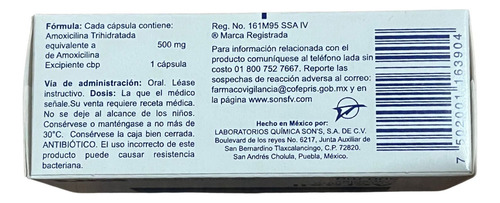 Fórmula: Cada cápsula contiene:
Amoxicilina Trihidratada
equivalente a 500 mg
de Amoxicilina
Excipiente cbp 1 cápsula
Vía de administración: Oral. Léase
instructivo. Dosis: La que el médico
señale.Su venta requiere receta médica.
No se deje al alcance de los niños.
Consérvese o manténgase a no más de
30°C. Consérvese la caja bien cerrada.
ANTIBIÓTICO. El uso incorrecto de este
producto puede causar resistencia
bacteriana.
Reg. No. 161M95 SSA IV
® Marca Registrada
Para información relacionada con el
producto comuníquese al teléfono lada sin
costo 01 800 752 7667. Reporte las
sospechas de reacción adversa al correo:
farmacovigilancia@cofepris.gob.mx y en
la página www.sonsfv.com
Hecho en México por:
LABORATORIOS QUÍMICA SON'S, S.A. DE C.V.
Boulevard de los reyes No. 6217, Junta Auxiliar de
San Bernardino Tlaxcalancingo, C.P. 72820,
San Andrés Cholula, Puebla, México.
7 502001 163904